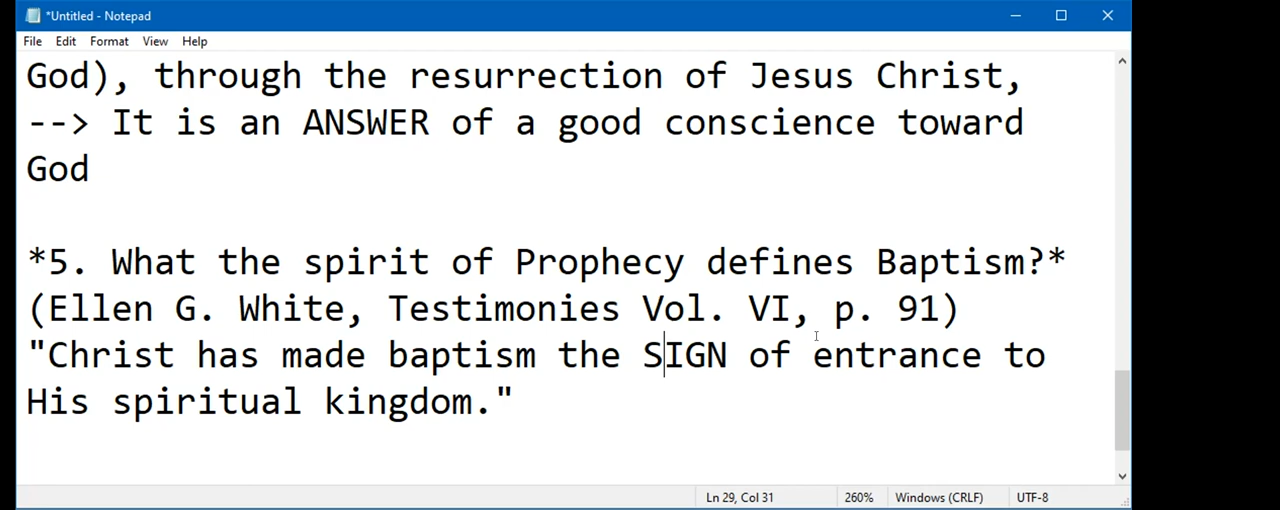 *Untitled - Notepad
File Edit Format View Help
God), through the resurrection of Jesus Christ,
--> It is an ANSWER of a good conscience toward
God
*5. What the spirit of Prophecy defines Baptism?*
(Ellen G. White, Testimonies Vol. VI, p. 91)
"Christ has made baptism the SIGN of entrance to
His spiritual kingdom."
Ln 29, Col 31 260% Windows (CRLF) UTF-8